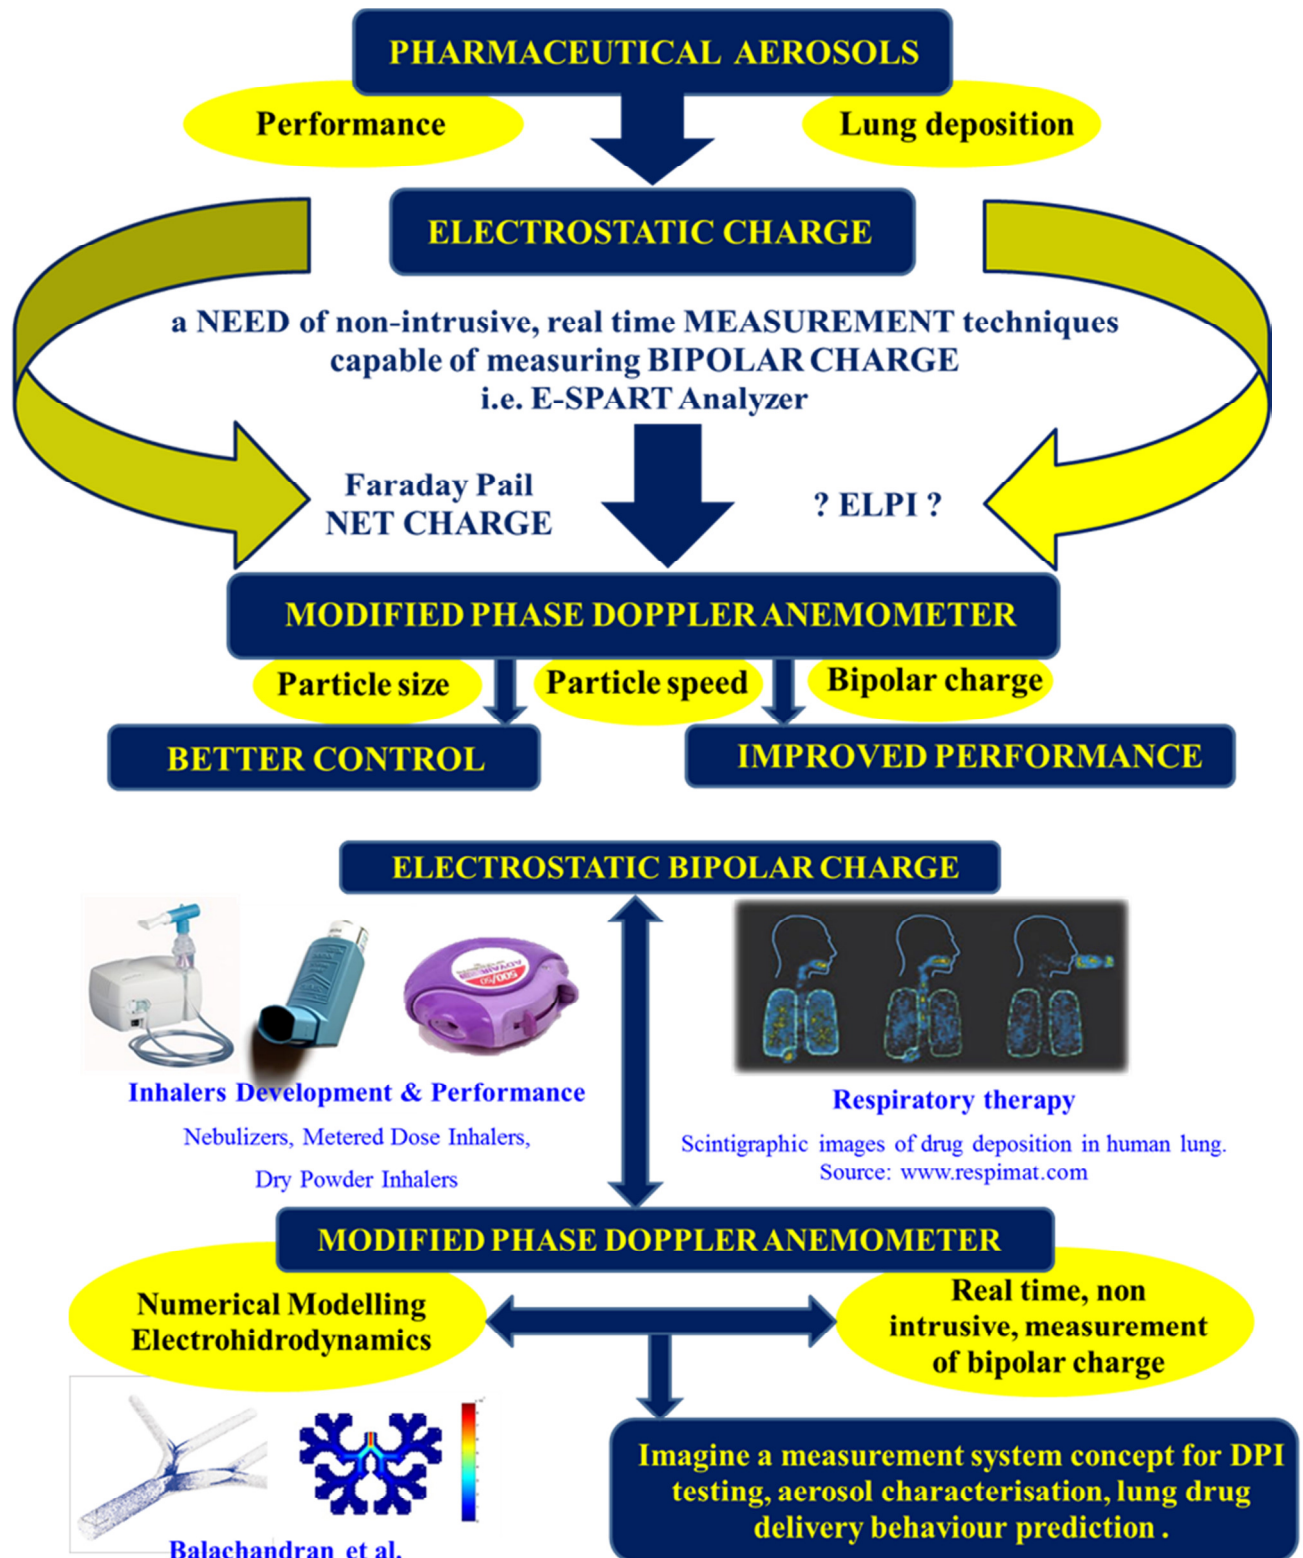 PHARMACEUTICAL AEROSOLS
Performance
Lung deposition
ELECTROSTATIC CHARGE
a NEED of non-intrusive, real time MEASUREMENT techniques
capable of measuring BIPOLAR CHARGE
i.e. E-SPART Analyzer
Faraday Pail
NET CHARGE
? ELPI ?
MODIFIED PHASE DOPPLER ANEMOMETER
Particle size
Particle speed
Bipolar charge
BETTER CONTROL
IMPROVED PERFORMANCE
ELECTROSTATIC BIPOLAR CHARGE
ADVAIR
500/50
Inhalers Development & Performance
Nebulizers, Metered Dose Inhalers,
Dry Powder Inhalers
Respiratory therapy
Scintigraphic images of drug deposition in human lung.
Source: www.respimat.com
MODIFIED PHASE DOPPLER ANEMOMETER
Numerical Modelling
Electrohidrodynamics
Real time, non
intrusive, measurement
of bipolar charge
Balachandran et al.
Imagine a measurement system concept for DPI
testing, aerosol characterisation, lung drug
delivery behaviour prediction .